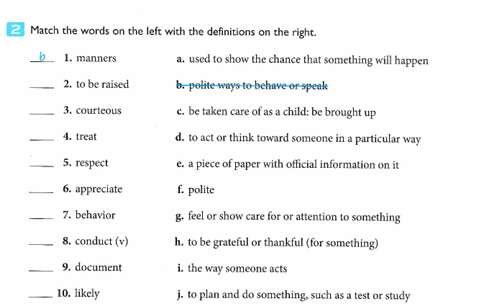 2 Match the words on the left with the definitions on the right.
b 1. manners a. used to show the chance that something will happen
2. to be raised b. polite ways to behave or speak
3. courteous c. be taken care of as a child: be brought up
4. treat d. to act or think toward someone in a particular way
5. respect e. a piece of paper with official information on it
6. appreciate f. polite
7. behavior g. feel or show care for or attention to something
8. conduct (v) h. to be grateful or thankful (for something)
9. document i. the way someone acts
10. likely j. to plan and do something, such as a test or study